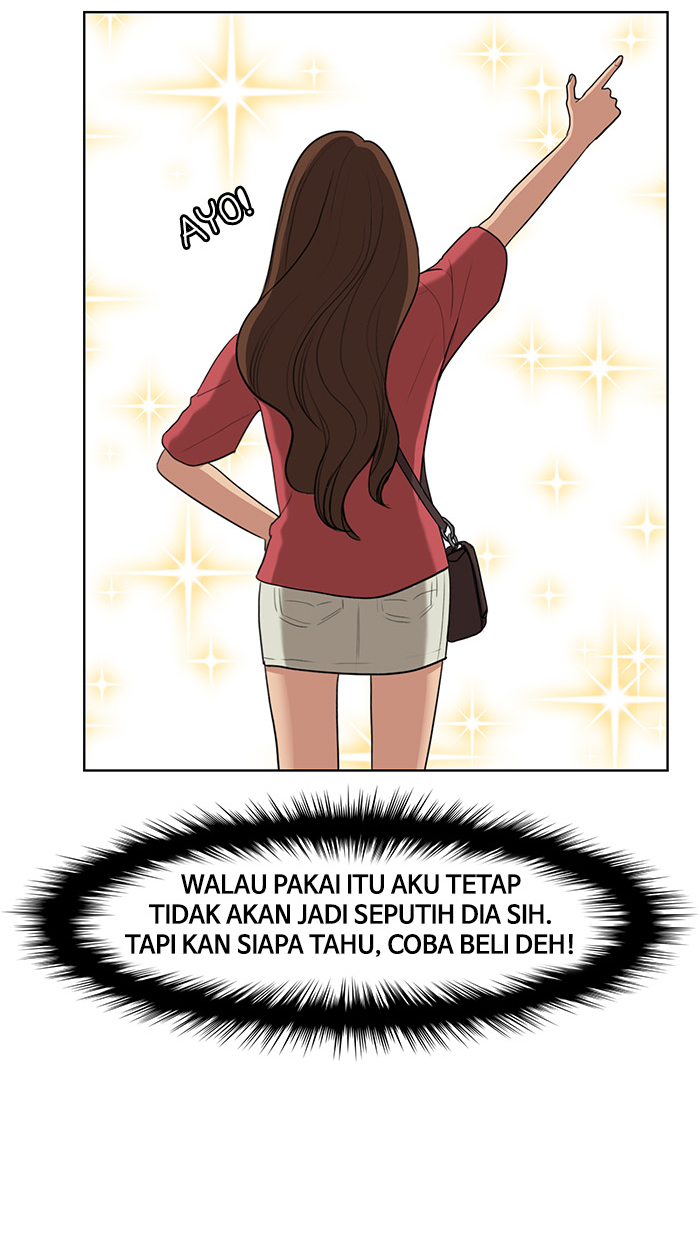 AYO!
WALAU PAKAI ITU AKU TETAP
TIDAK AKAN JADI SEPUTIH DIA SIH.
TAPI KAN SIAPA TAHU, COBA BELI DEH!